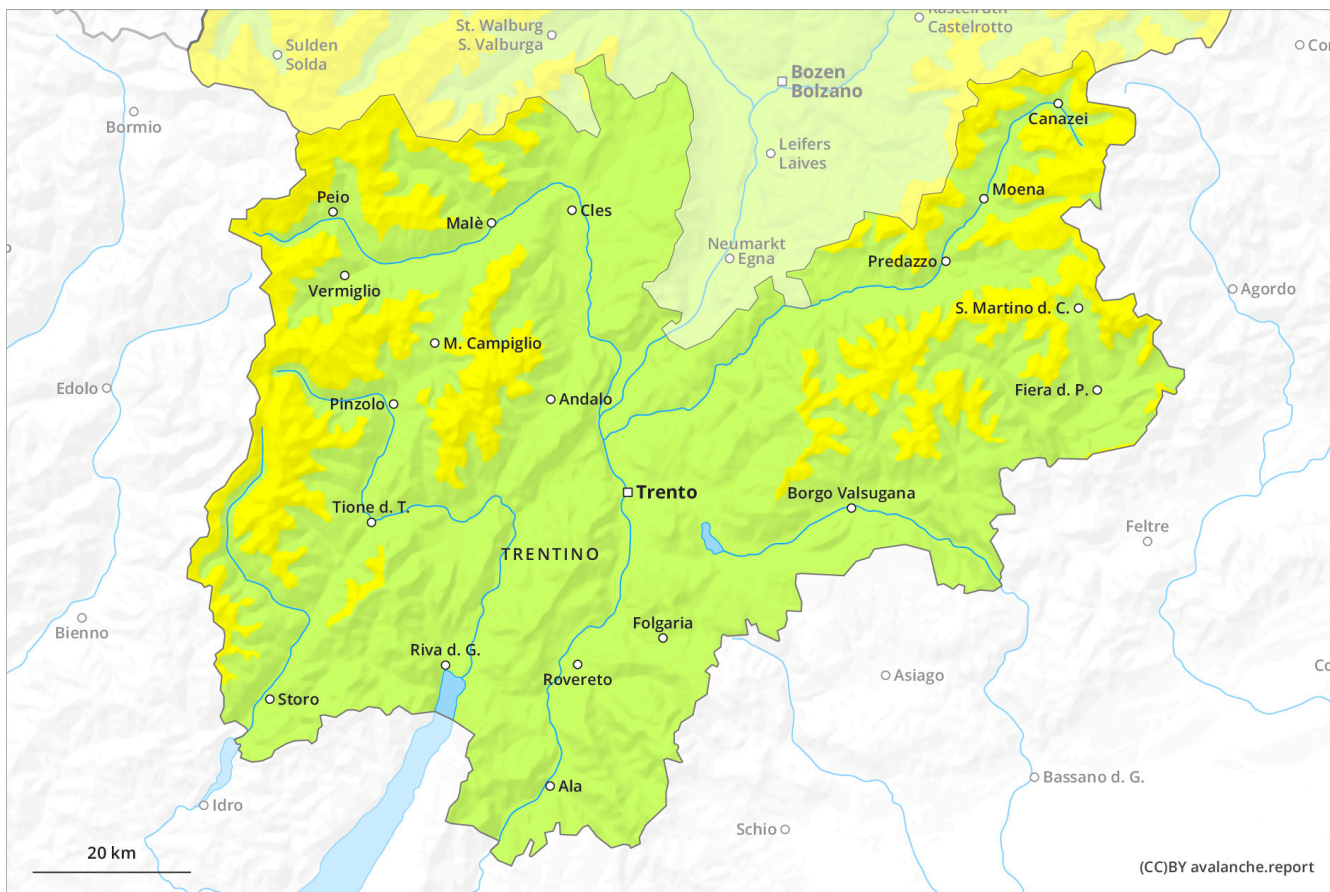 Kastelruth
Castelrotto
St. Walburg
S. Valburga
Sulden
Solda
Bozen
Bolzano
Bormio
Canazei
Leifers
Laives
Moena
Peio
Malè
Cles
Neumarkt
Egna
Predazzo
Vermiglio
Agordo
S. Martino d. C.
M. Campiglio
Edolo
Pinzolo
Andalo
Fiera d. P.
Trento
Borgo Valsugana
Tione d. T.
Feltre
TRENTINO
Bienno
Folgaria
Riva d. G.
Rovereto
Asiago
Storo
Ala
Bassano d. G.
Idro
Schio
20 km
(CC)BY avalanche.report